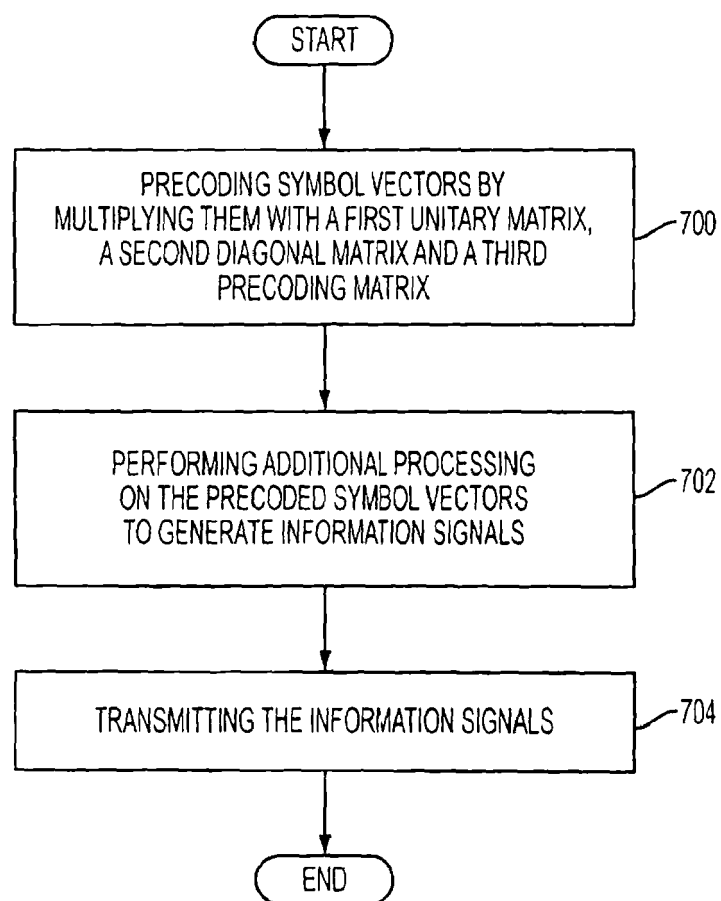 START
PRECODING SYMBOL VECTORS BY
MULTIPLYING THEM WITH A FIRST UNITARY MATRIX,
A SECOND DIAGONAL MATRIX AND A THIRD
PRECODING MATRIX
700
PERFORMING ADDITIONAL PROCESSING
ON THE PRECODED SYMBOL VECTORS
TO GENERATE INFORMATION SIGNALS
702
TRANSMITTING THE INFORMATION SIGNALS
704
END